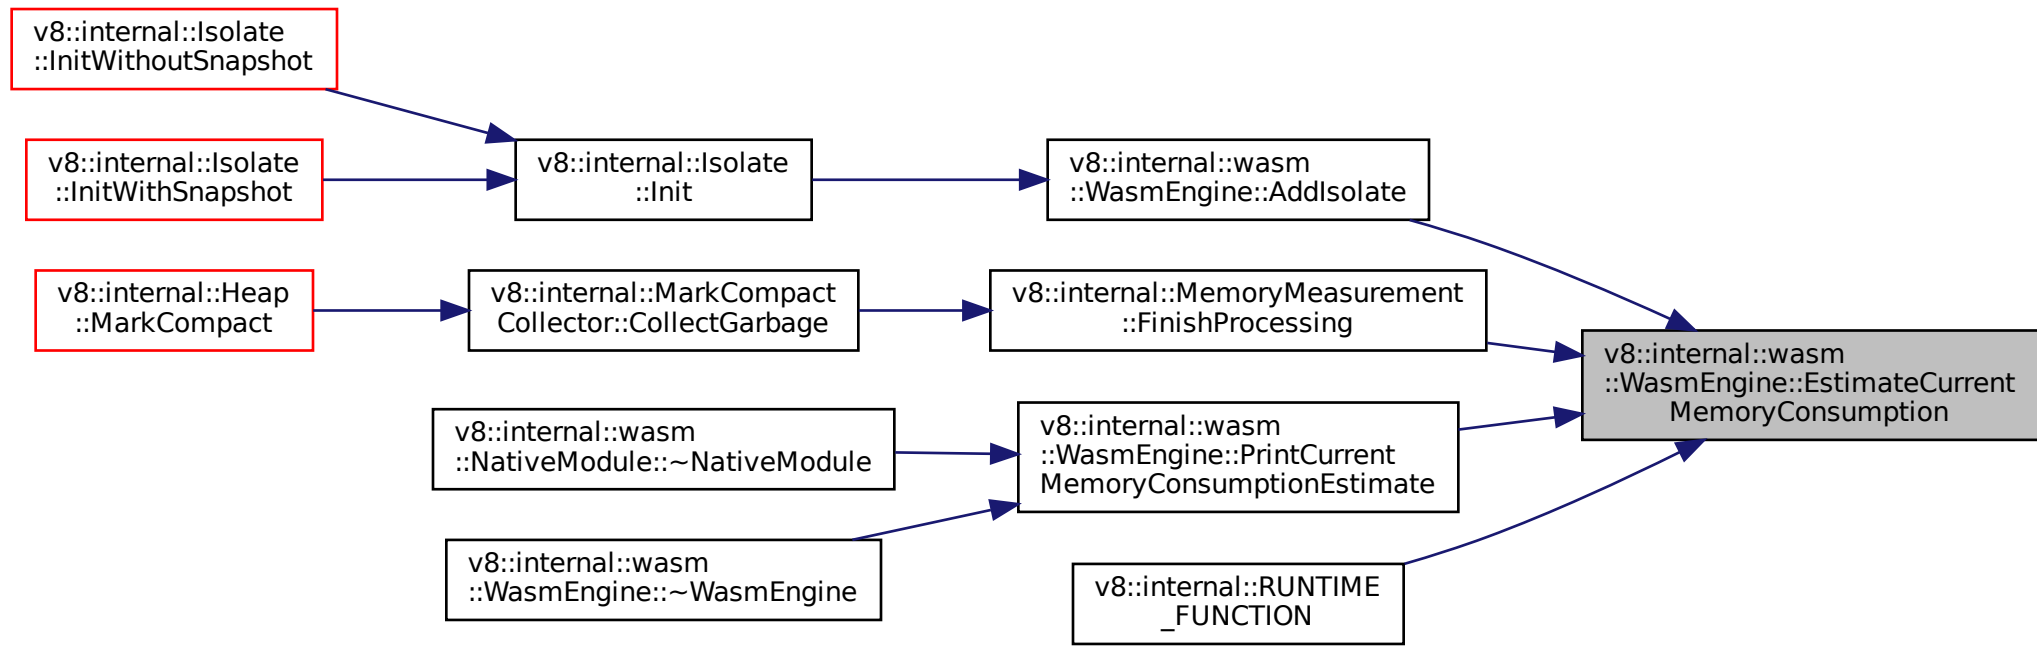 v8::internal::Isolate
::InitWithoutSnapshot
v8::internal::Isolate
::InitWithSnapshot
v8::internal::Isolate
::Init
v8::internal::wasm
::WasmEngine::AddIsolate
v8::internal::Heap
::MarkCompact
v8::internal::MarkCompact
Collector::CollectGarbage
v8::internal::MemoryMeasurement
::FinishProcessing
v8::internal::wasm
::WasmEngine::EstimateCurrent
MemoryConsumption
v8::internal::wasm
::NativeModule::~NativeModule
v8::internal::wasm
::WasmEngine::PrintCurrent
MemoryConsumptionEstimate
v8::internal::wasm
::WasmEngine::~WasmEngine
v8::internal::RUNTIME
_FUNCTION